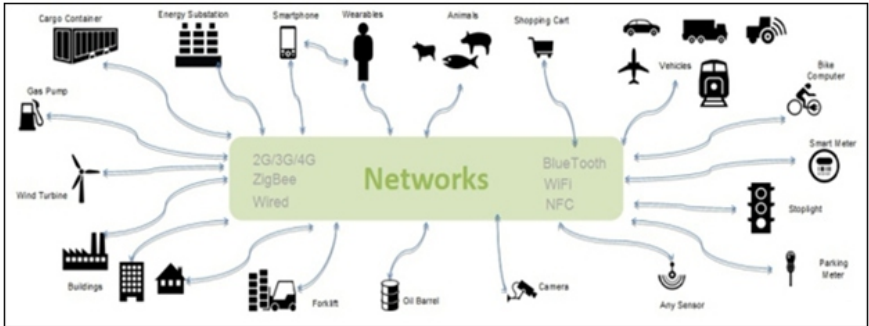 Cargo Container
Energy Substation
Smartphone
Wearables
Animals
Shopping Cart
Vehicles
Bike
Computer
Gas Pump
Smart Meter
2G/3G/4G
ZigBee
Wired
Networks
BlueTooth
WiFi
NFC
Wind Turbine
Stoplight
Buildings
Forklift
Oil Barrel
Camera
Any Sensor
Parking
Meter